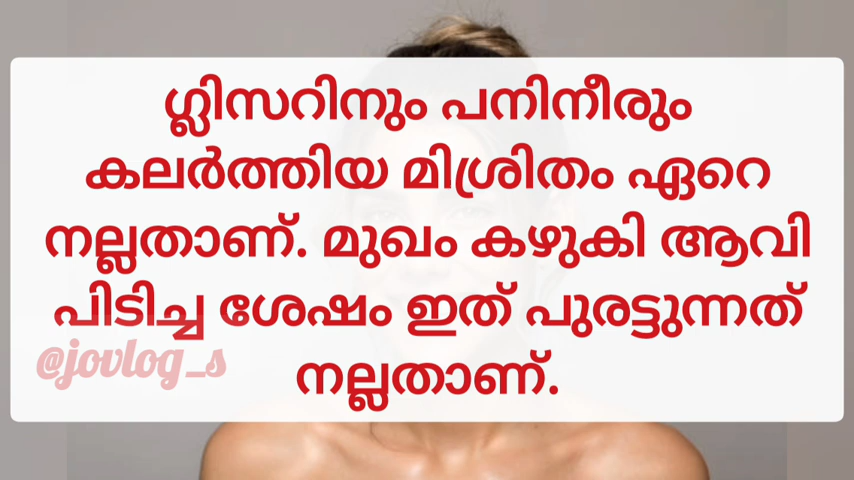 ഗ്ലിസറിനും പനിനീരും
കലർത്തിയ മിശ്രിതം ഏറെ
നല്ലതാണ്. മുഖം കഴുകി ആവി
പിടിച്ച ശേഷം ഇത് പുരട്ടുന്നത്
നല്ലതാണ്.
@jovlog_s